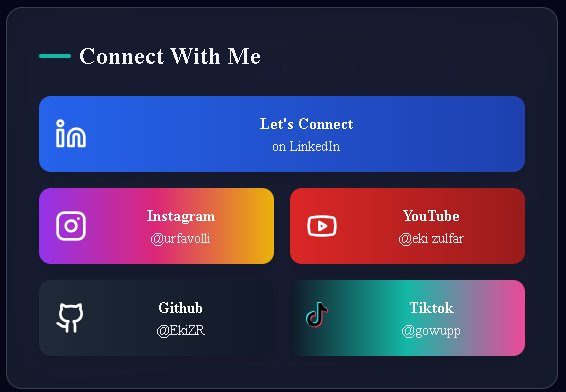 Connect With Me
Let's Connect
on LinkedIn
Instagram
@urfavolli
YouTube
@eki zulfar
Github
@EkiZR
Tiktok
@gowupp